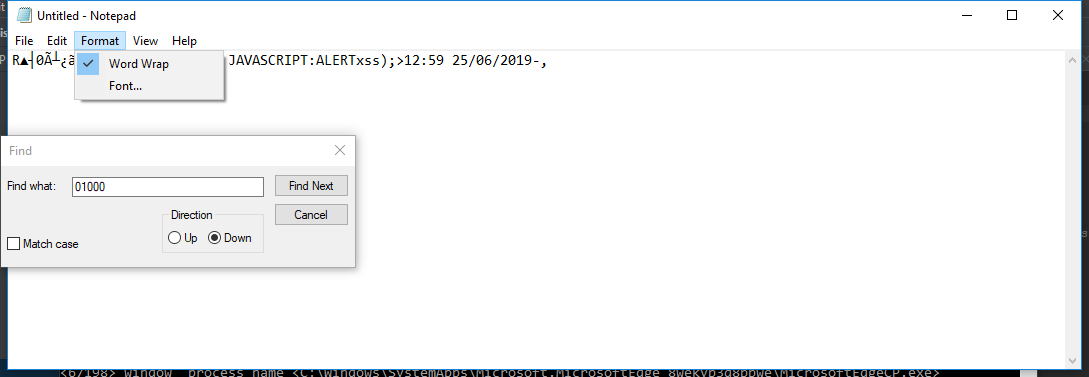 Untitled - Notepad
File Edit Format View Help
JAVASCRIPT:ALERTxss);>12:59 25/06/2019-,
Word Wrap
Font...
Find
Find what: 01000 Find Next
Direction Cancel
Up Down
Match case
<6/198> window process name <C:\Windows\SystemApps\Microsoft.MicrosoftEdge_8wekyb3d8bbwe\MicrosoftEdgeCP.exe>